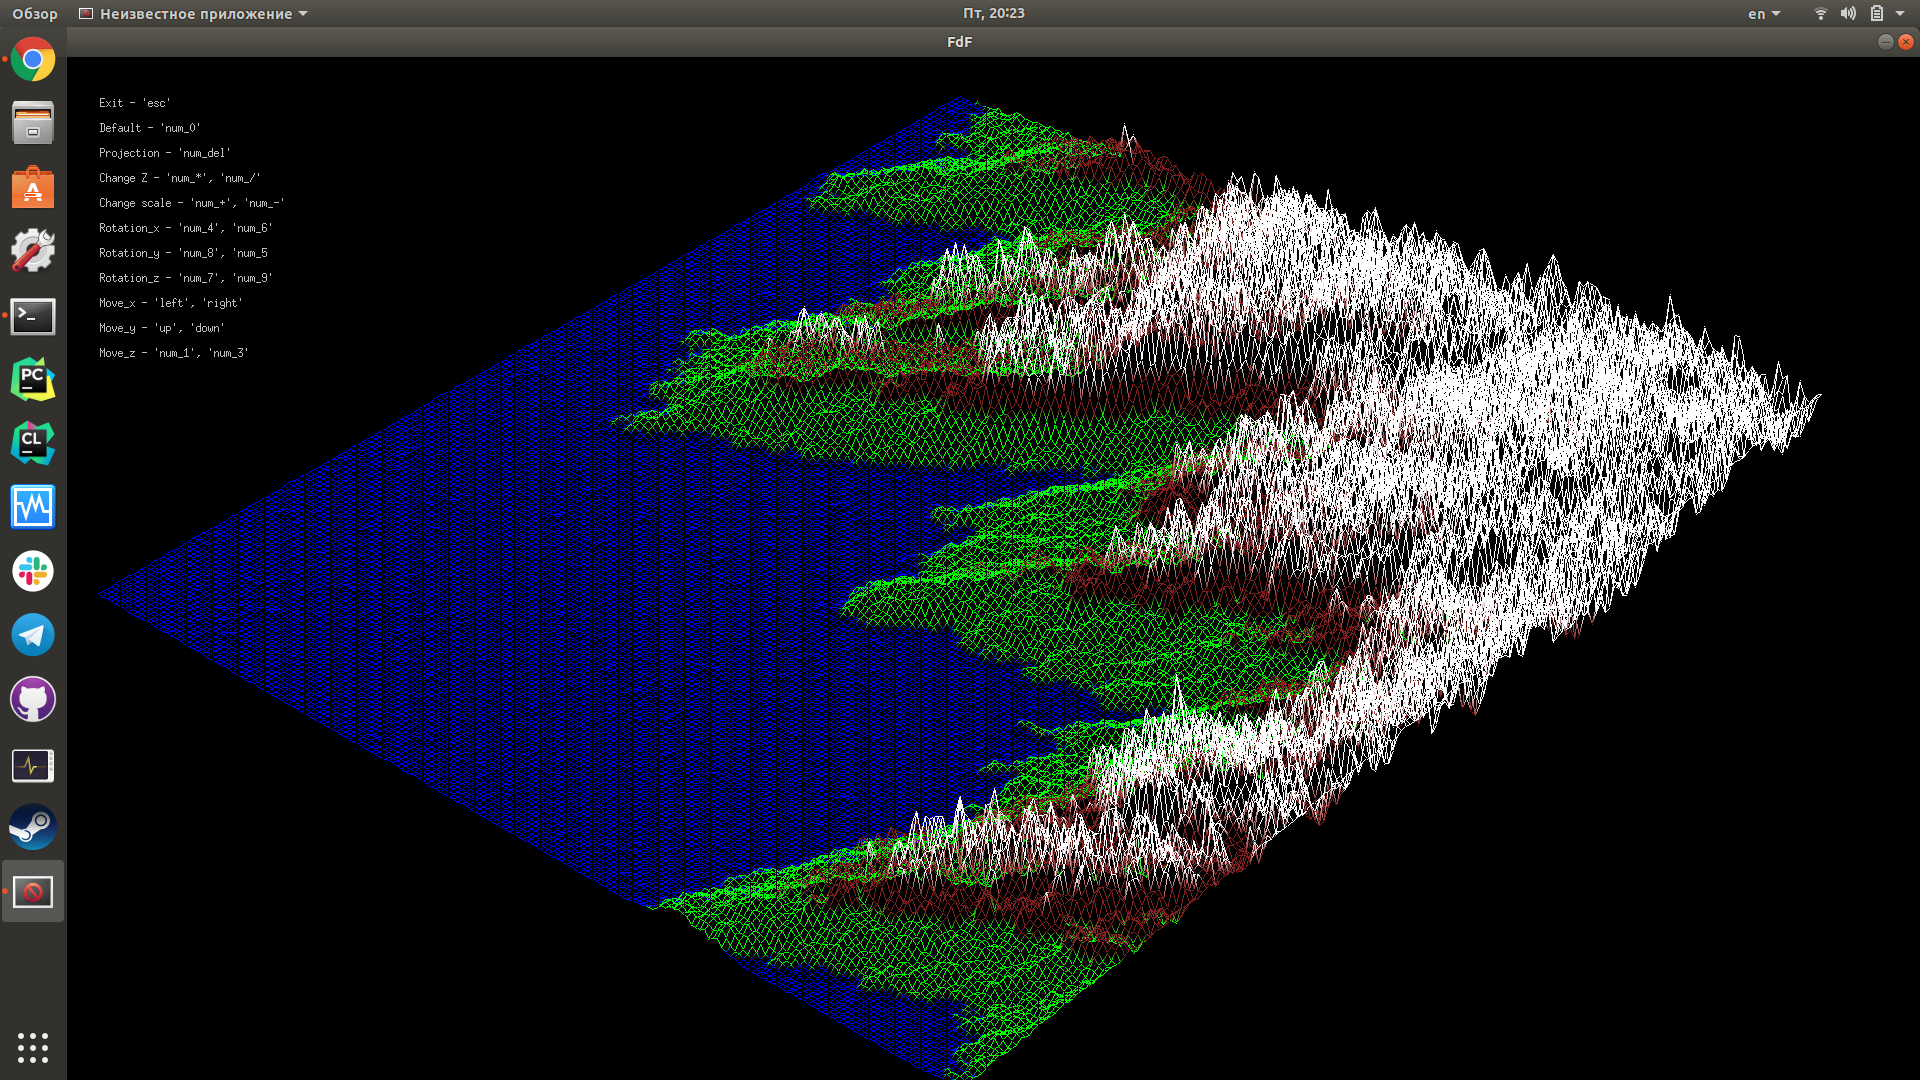 Обзор Неизвестное приложение Пт, 20:23 en
FdF
Exit - 'esc'
Default - 'num_0'
Projection - 'num_del'
Change Z - 'num_*', 'num_/'
Change scale - 'num_+', 'num_-'
Rotation_x - 'num_4', 'num_6'
Rotation_y - 'num_8', 'num_5
Rotation_z - 'num_7', 'num_9'
Move_x - 'left', 'right'
Move_y - 'up', 'down'
Move_z - 'num_1', 'num_3'
PC
CL